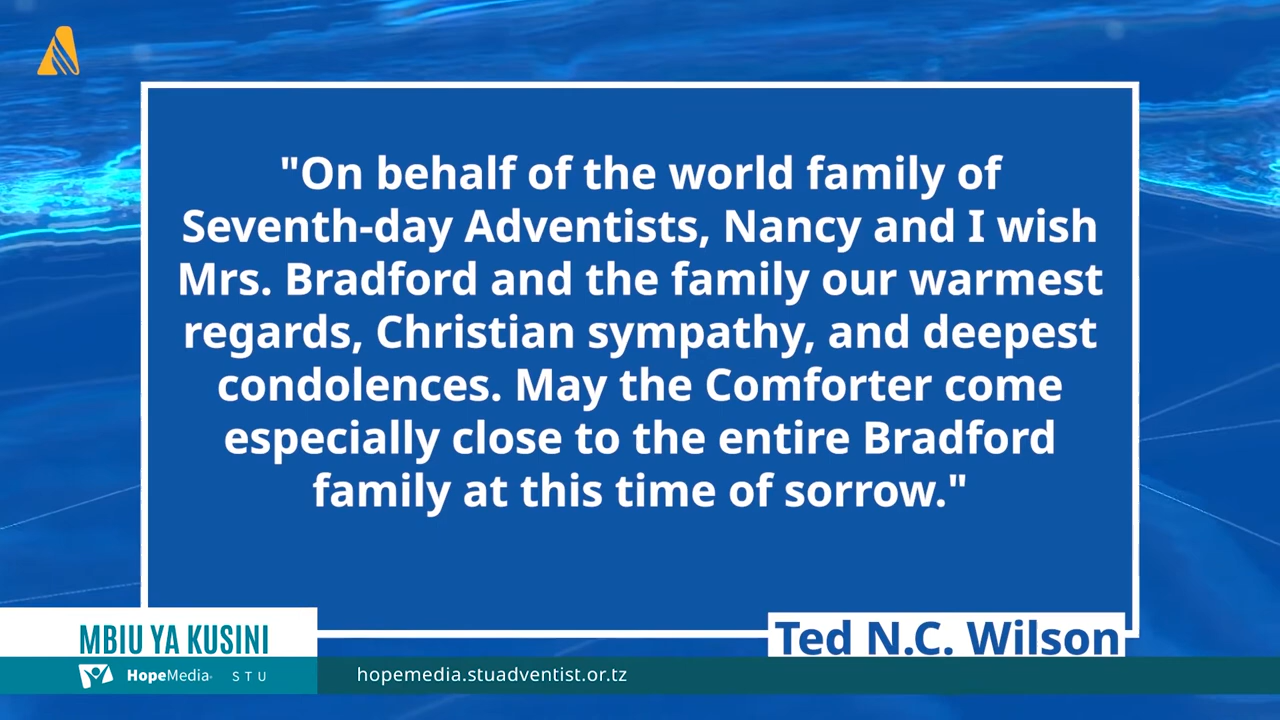 "On behalf of the world family of
Seventh-day Adventists, Nancy and I wish
Mrs. Bradford and the family our warmest
regards, Christian sympathy, and deepest
condolences. May the Comforter come
especially close to the entire Bradford
family at this time of sorrow."
Ted N.C. Wilson
MBIU YA KUSINI
HopeMedia STU
hopemedia.stuadventist.or.tz